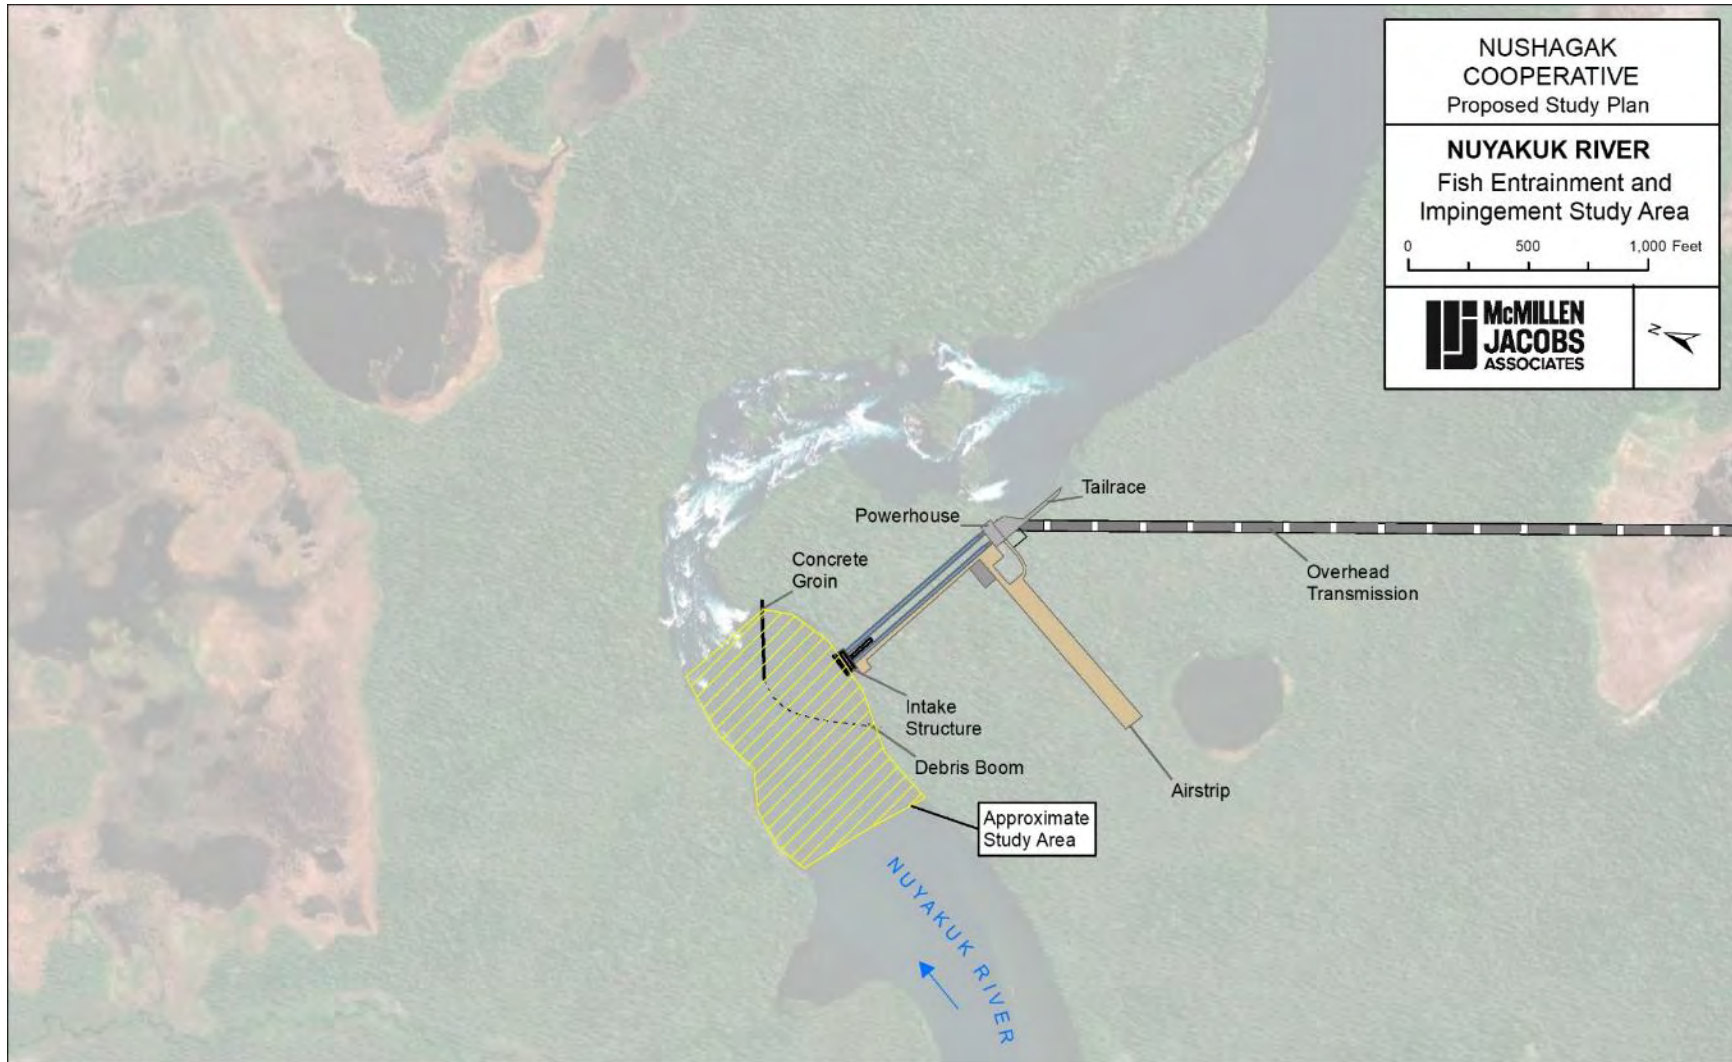 NUSHAGAK
COOPERATIVE
Proposed Study Plan
NUYAKUK RIVER
Fish Entrainment and
Impingement Study Area
0 500 1,000 Feet
McMILLEN
JACOBS
ASSOCIATES
N
Tailrace
Powerhouse
Concrete
Groin
Overhead
Transmission
Intake
Structure
Debris Boom
Airstrip
Approximate
Study Area
NUYAKUK RIVER